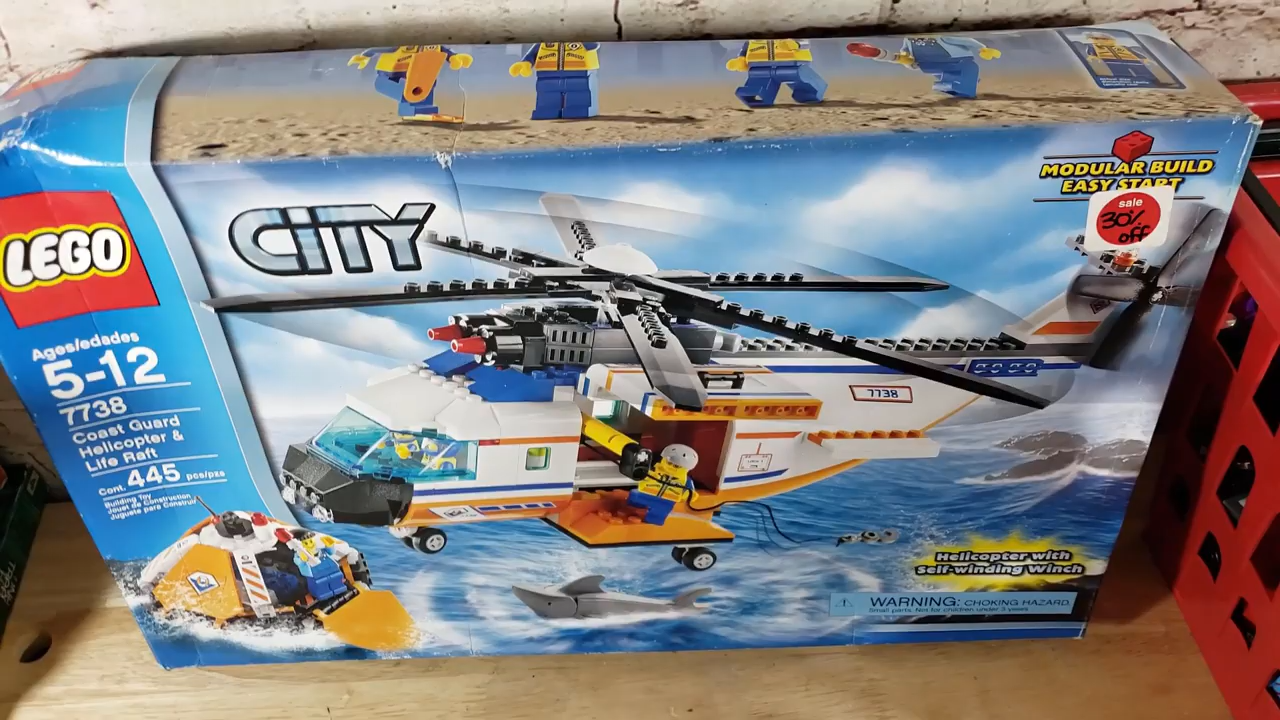 LEGO
CITY
MODULAR BUILD
EASY START
sale
30%
off
Ages/edades
5-12
7738
Coast Guard
Helicopter &
Life Raft
Cont. 445 pcs/pzs
Building Toy
Jouet de Construction
Juguete para Construir
7738
Helicopter with
Self-winding Winch
WARNING: CHOKING HAZARD.
Small parts. Not for children under 3 years.